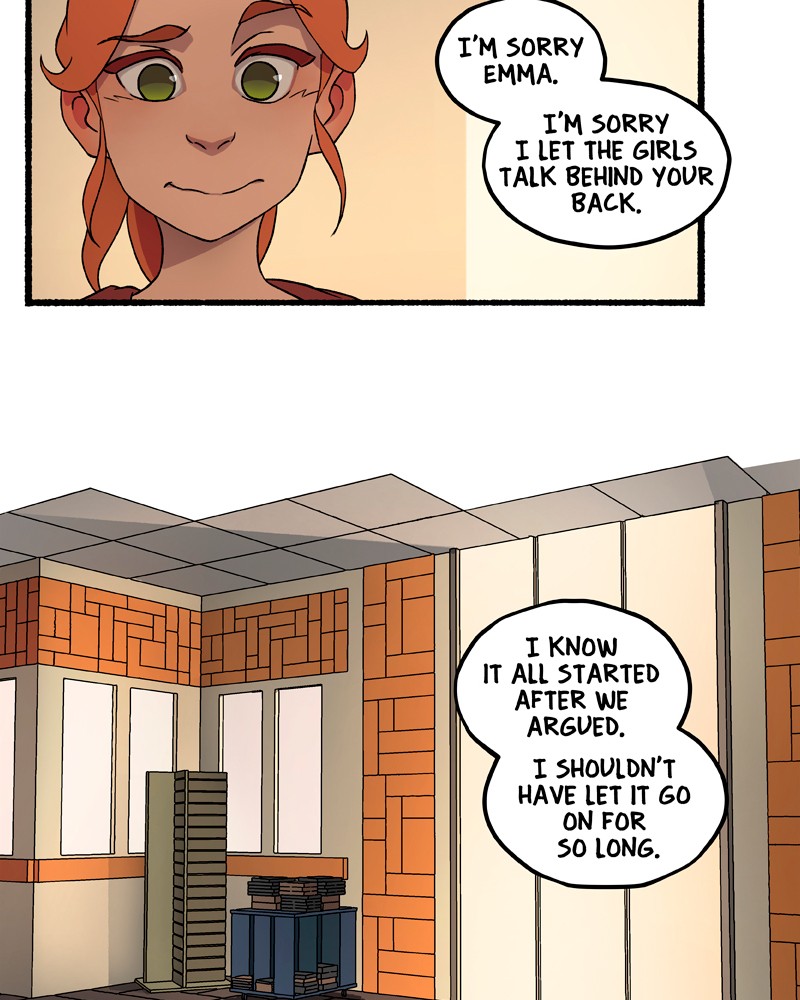 I'M SORRY
EMMA.
I'M SORRY
I LET THE GIRLS
TALK BEHIND YOUR
BACK.
I KNOW
IT ALL STARTED
AFTER WE
ARGUED.
I SHOULDN'T
HAVE LET IT GO
ON FOR
SO LONG.